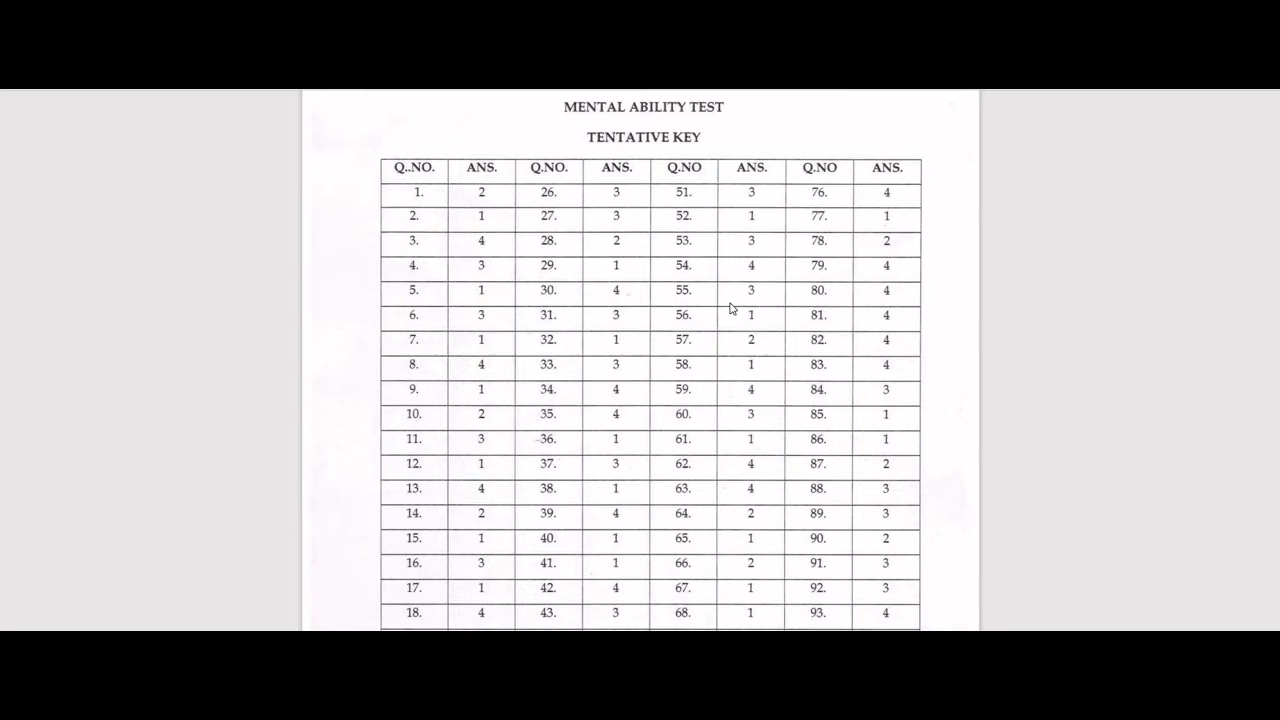 MENTAL ABILITY TEST
TENTATIVE KEY
Q..NO. ANS. Q.NO. ANS. Q.NO ANS. Q.NO ANS.
1. 2 26. 3 51. 3 76. 4
2. 1 27. 3 52. 1 77. 1
3. 4 28. 2 53. 3 78. 2
4. 3 29. 1 54. 4 79. 4
5. 1 30. 4 55. 3 80. 4
6. 3 31. 3 56. 1 81. 4
7. 1 32. 1 57. 2 82. 4
8. 4 33. 3 58. 1 83. 4
9. 1 34. 4 59. 4 84. 3
10. 2 35. 4 60. 3 85. 1
11. 3 36. 1 61. 1 86. 1
12. 1 37. 3 62. 4 87. 2
13. 4 38. 1 63. 4 88. 3
14. 2 39. 4 64. 2 89. 3
15. 1 40. 1 65. 1 90. 2
16. 3 41. 1 66. 2 91. 3
17. 1 42. 4 67. 1 92. 3
18. 4 43. 3 68. 1 93. 4